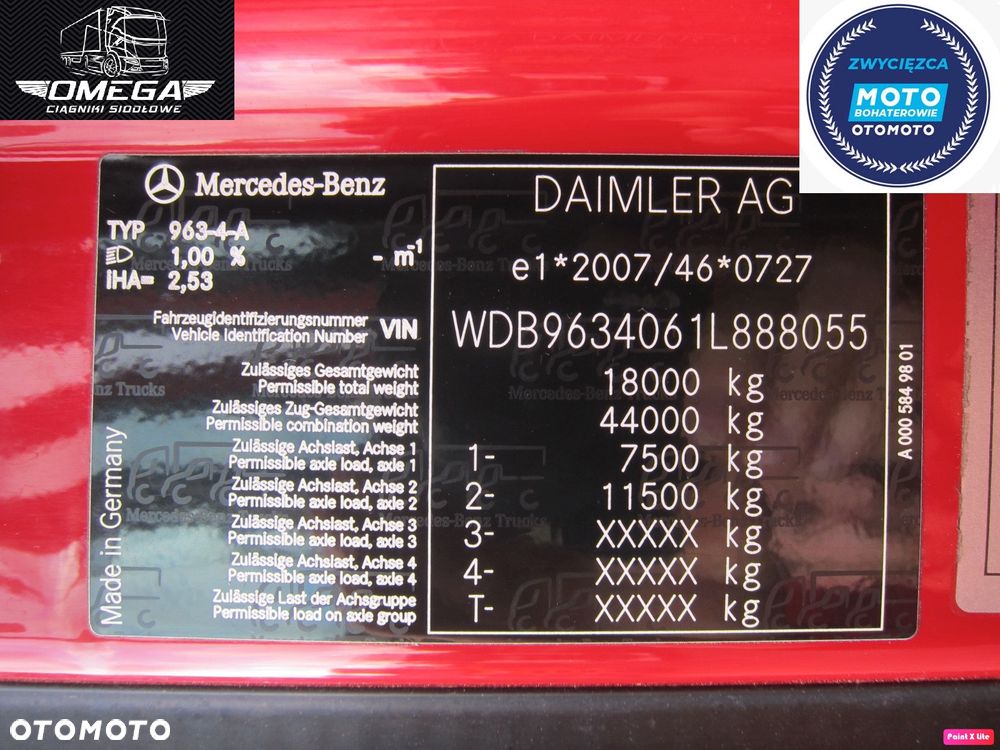 OMEGA
CIĄGNIKI SIODŁOWE
ZWYCIĘZCA
MOTO
BOHATEROWIE
OTOMOTO
Mercedes-Benz
TYP 963-4-A
1,00 % - m⁻¹
iHA= 2,53
DAIMLER AG
e1*2007/46*0727
Fahrzeugidentifizierungsnummer
Vehicle Identification Number
VIN WDB9634061L888055
Zulässiges Gesamtgewicht
Permissible total weight
18000 kg
Zulässiges Zug-Gesamtgewicht
Permissible combination weight
44000 kg
Zulässige Achslast, Achse 1
Permissible axle load, axle 1
1- 7500 kg
Zulässige Achslast, Achse 2
Permissible axle load, axle 2
2- 11500 kg
Zulässige Achslast, Achse 3
Permissible axle load, axle 3
3- XXXXX kg
Zulässige Achslast, Achse 4
Permissible axle load, axle 4
4- XXXXX kg
Zulässige Last der Achsgruppe
Permissible load on axle group
T- XXXXX kg
Made in Germany
A 000 584 98 01
Mercedes-Benz Trucks
OTOMOTO
Paint X Lite